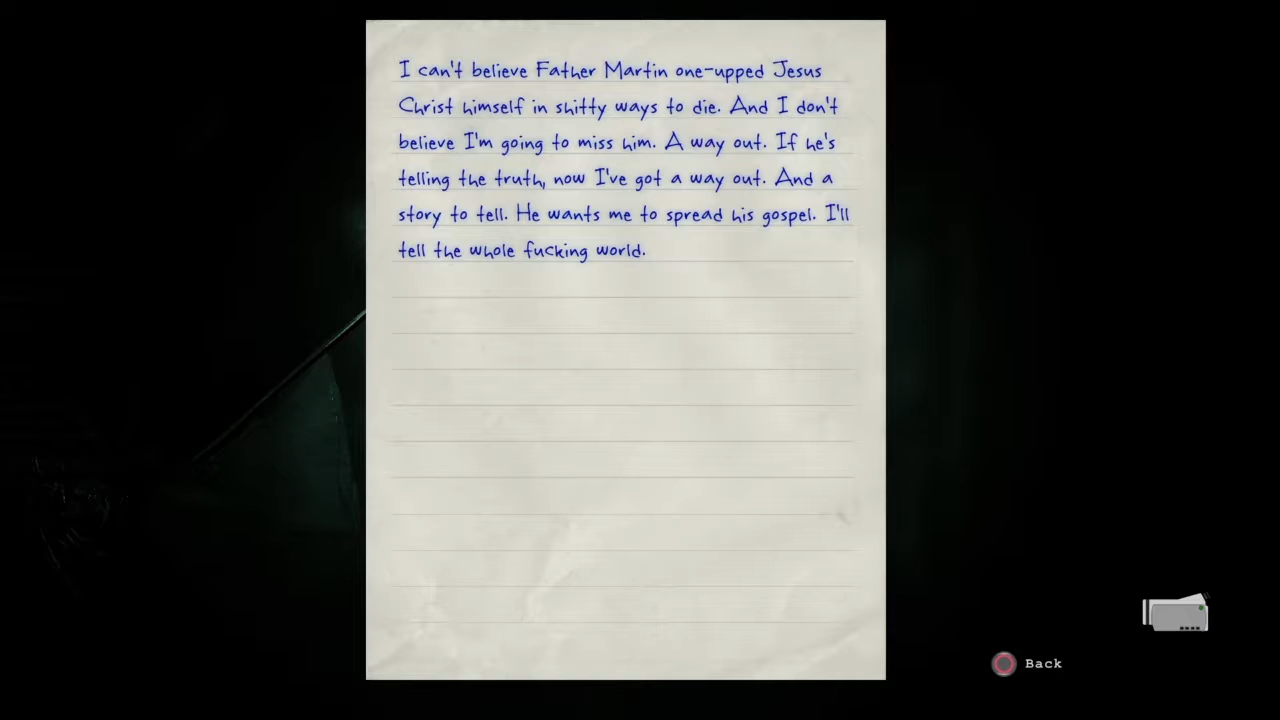 I can't believe Father Martin one-upped Jesus
Christ himself in shitty ways to die. And I don't
believe I'm going to miss him. A way out. If he's
telling the truth, now I've got a way out. And a
story to tell. He wants me to spread his gospel. I'll
tell the whole fucking world.
Back